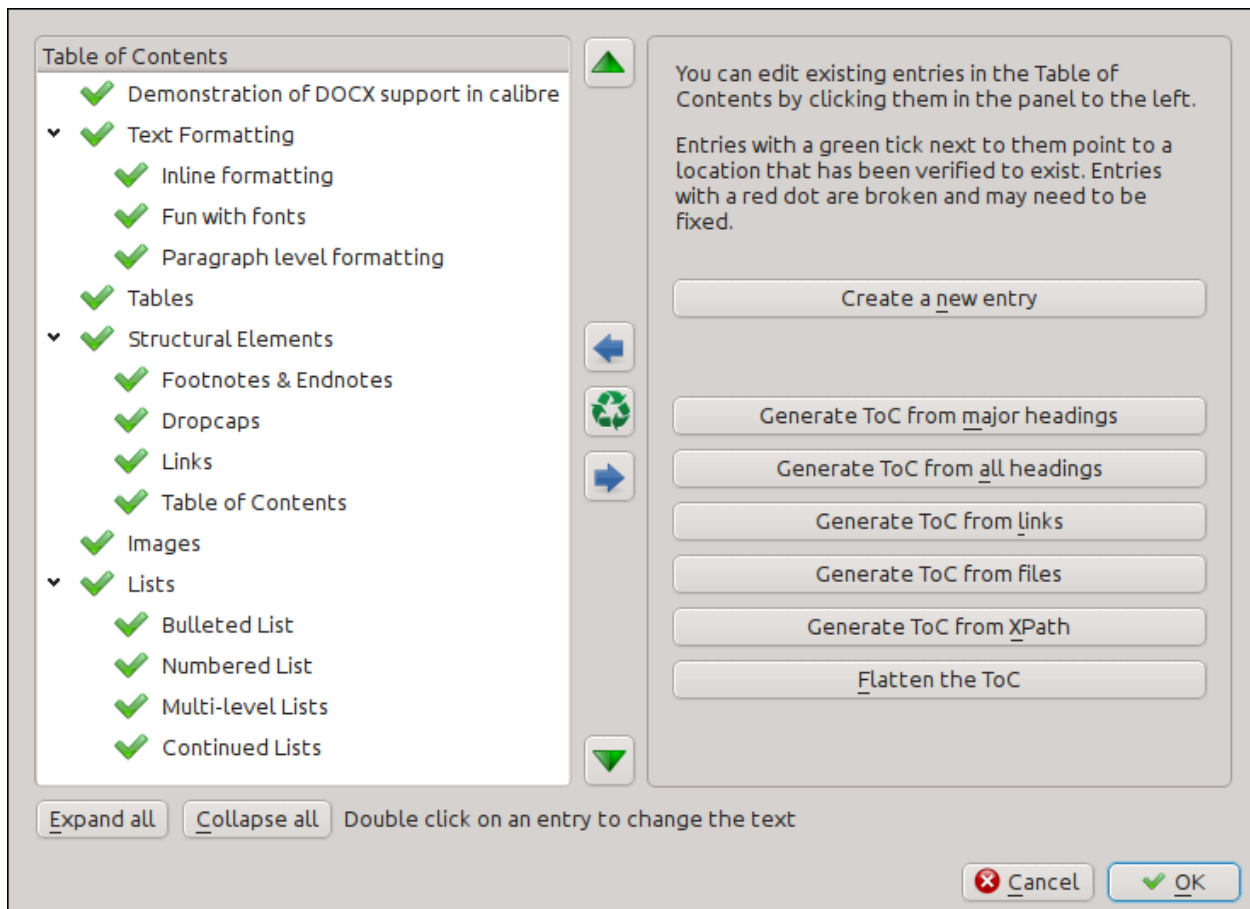 Table of Contents
Demonstration of DOCX support in calibre
Text Formatting
Inline formatting
Fun with fonts
Paragraph level formatting
Tables
Structural Elements
Footnotes & Endnotes
Dropcaps
Links
Table of Contents
Images
Lists
Bulleted List
Numbered List
Multi-level Lists
Continued Lists
You can edit existing entries in the Table of
Contents by clicking them in the panel to the left.
Entries with a green tick next to them point to a
location that has been verified to exist. Entries
with a red dot are broken and may need to be
fixed.
Create a new entry
Generate ToC from major headings
Generate ToC from all headings
Generate ToC from links
Generate ToC from files
Generate ToC from XPath
Flatten the ToC
Expand all
Collapse all
Double click on an entry to change the text
Cancel
OK